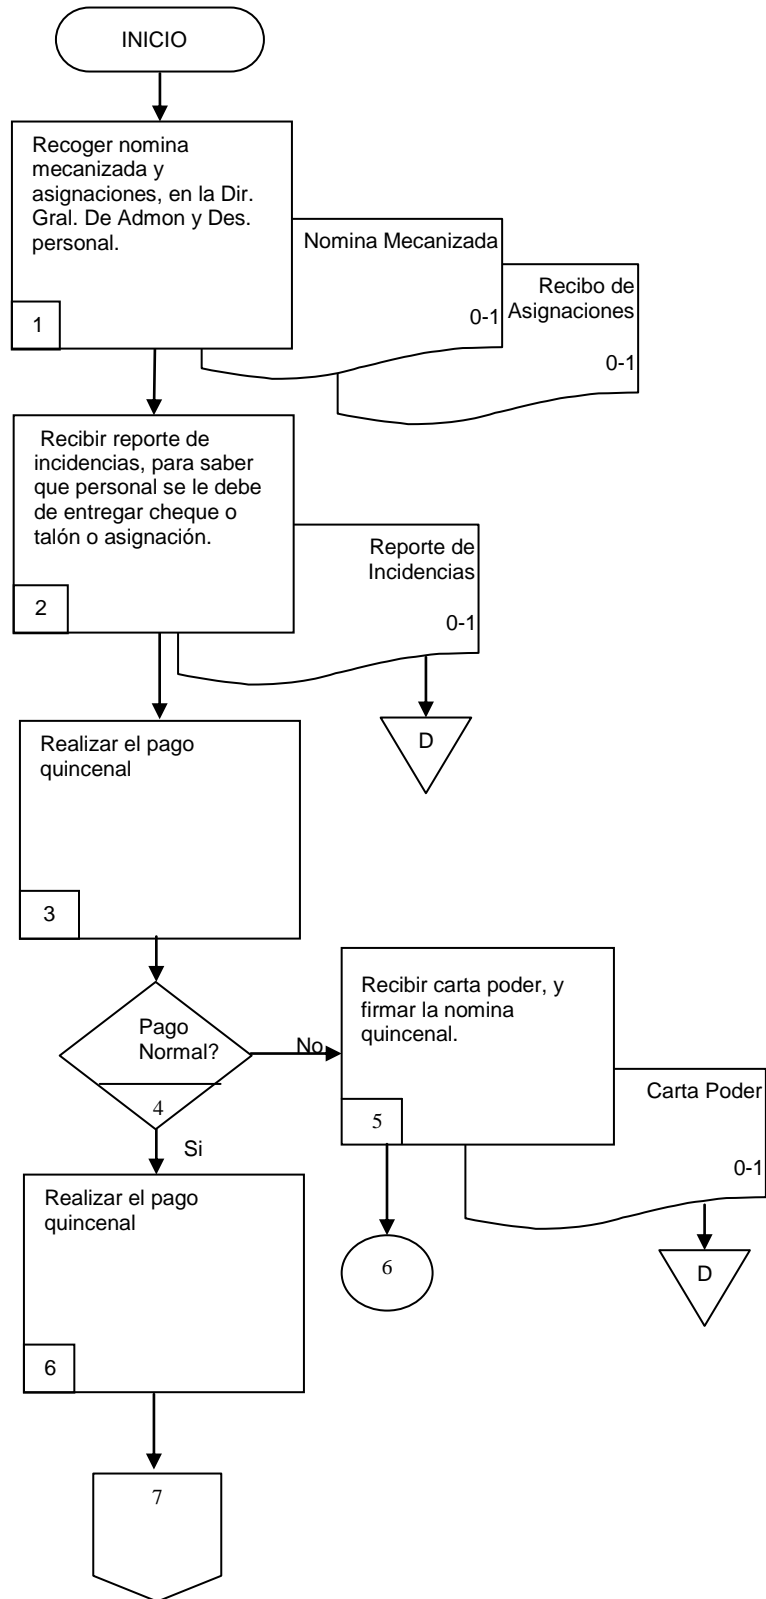 INICIO
Recoger nomina
mecanizada y
asignaciones, en la Dir.
Gral. De Admon y Des.
personal.
1
Nomina Mecanizada
0-1
Recibo de
Asignaciones
0-1
Recibir reporte de
incidencias, para saber
que personal se le debe
de entregar cheque o
talón o asignación.
2
Reporte de
Incidencias
0-1
D
Realizar el pago
quincenal
3
Pago
Normal?
4
No
Si
Recibir carta poder, y
firmar la nomina
quincenal.
5
Carta Poder
0-1
D
6
Realizar el pago
quincenal
6
7